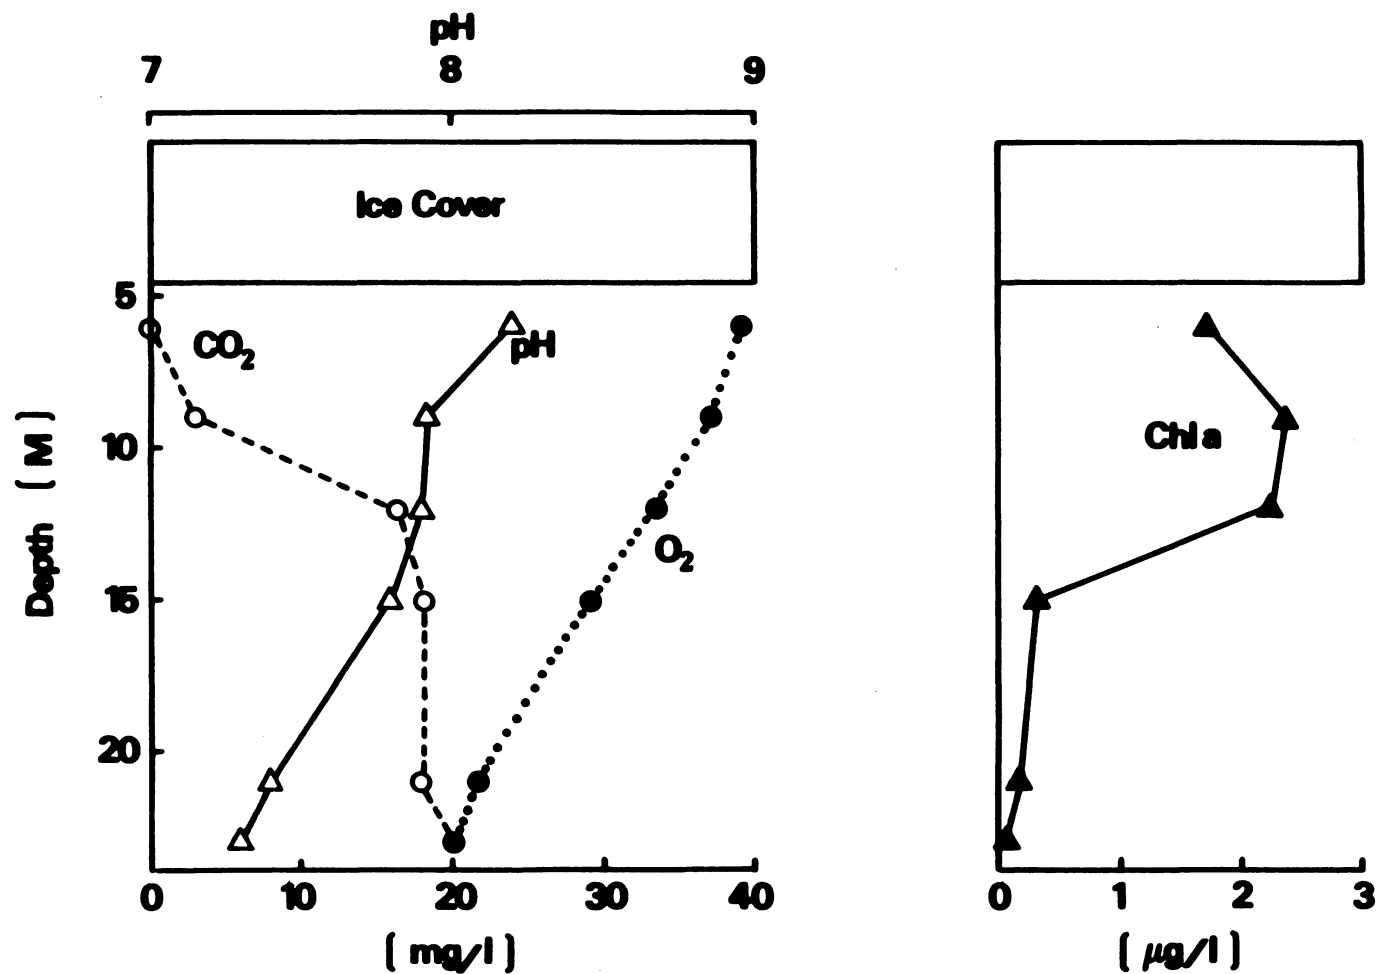 pH
7 8 9
Ice Cover
5
CO2
pH
10
Chl a
O2
15
20
Depth [M]
0 10 20 30 40
0 1 2 3
[mg/l]
[µg/l]